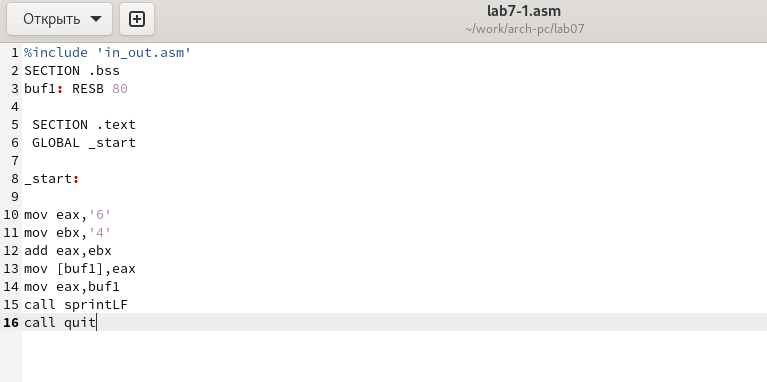 Открыть
lab7-1.asm
~/work/arch-pc/lab07
1 %include 'in_out.asm'
2 SECTION .bss
3 buf1: RESB 80
4
5  SECTION .text
6  GLOBAL _start
7
8 _start:
9
10 mov eax,'6'
11 mov ebx,'4'
12 add eax,ebx
13 mov [buf1],eax
14 mov eax,buf1
15 call sprintLF
16 call quit